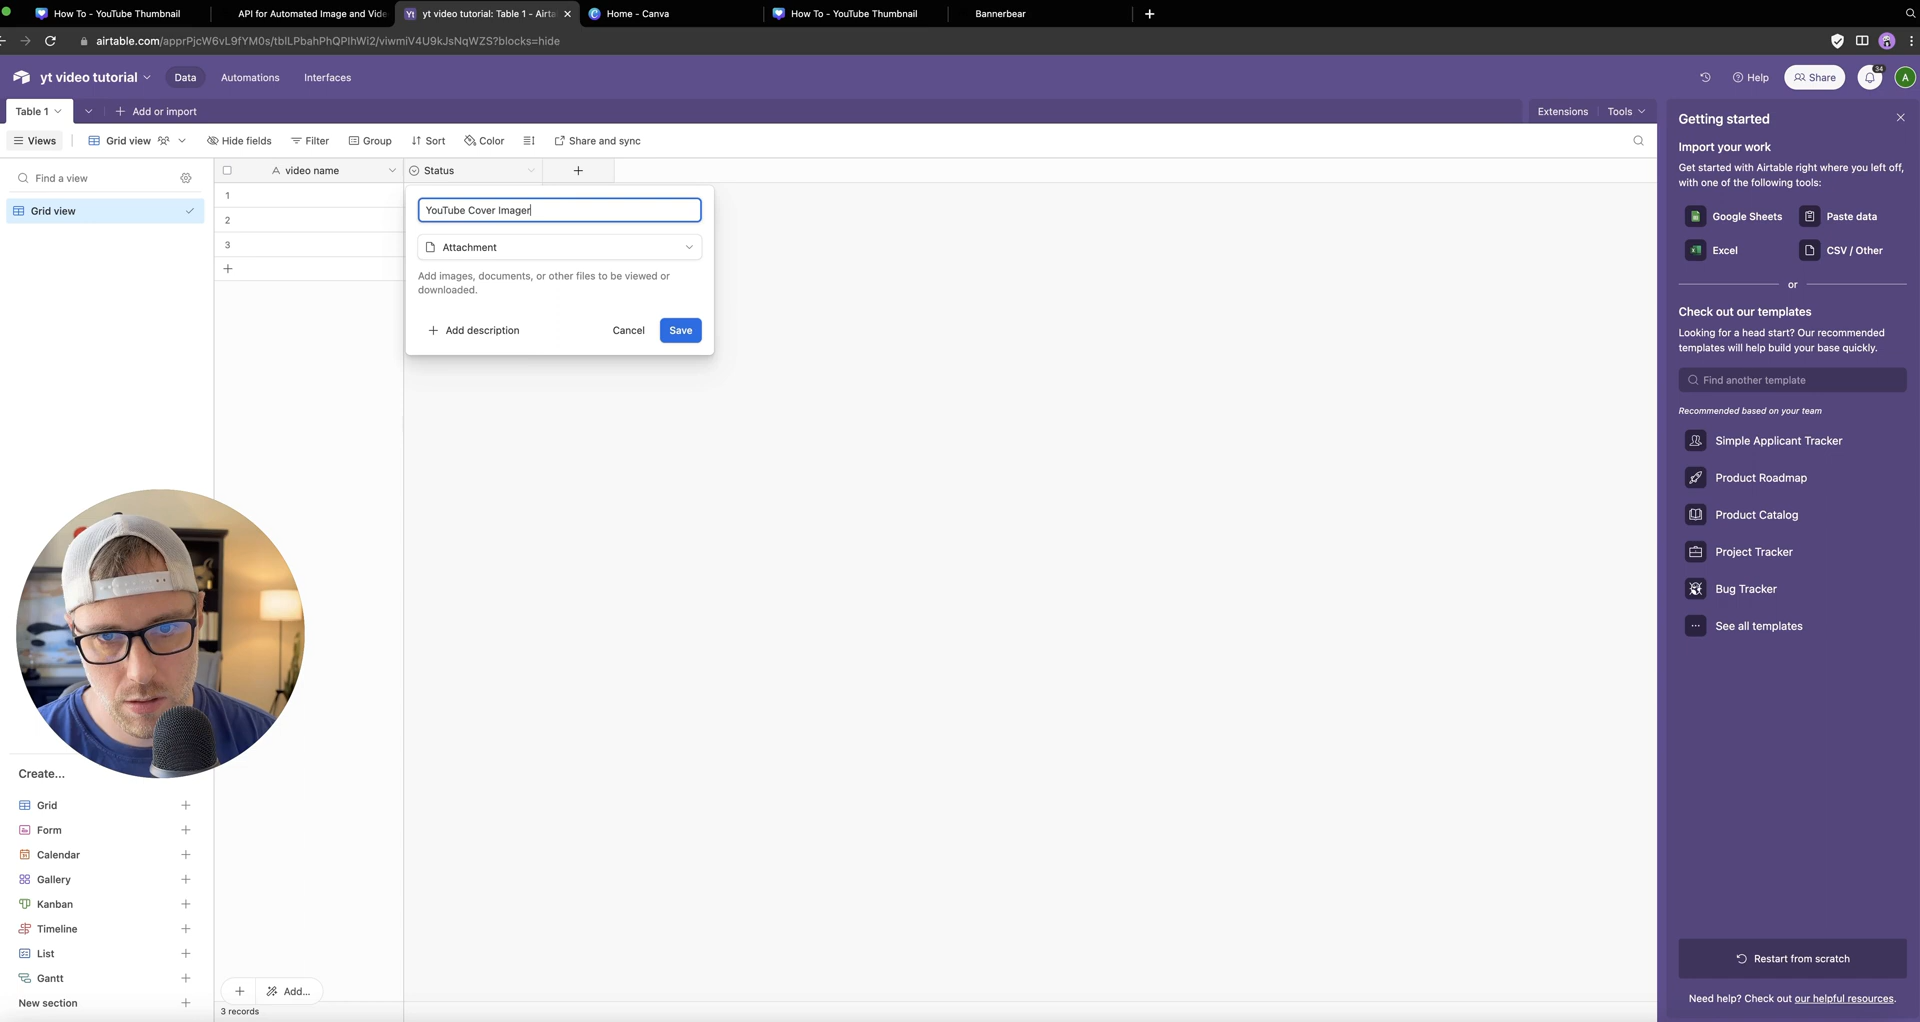 How To - YouTube Thumbnail
API for Automated Image and Vide
yt video tutorial: Table 1 - Airta
Home - Canva
How To - YouTube Thumbnail
Bannerbear
airtable.com/apprPjcW6vL9fYM0s/tblLPbahPhQPIhWi2/viwmiV4U9kJsNqWZS?blocks=hide
yt video tutorial
Data
Automations
Interfaces
Help
Share
34
A
Table 1
Add or import
Extensions
Tools
Views
Grid view
Hide fields
Filter
Group
Sort
Color
Share and sync
Find a view
Grid view
A video name
Status
1
2
3
YouTube Cover Imager
Attachment
Add images, documents, or other files to be viewed or
downloaded.
Add description
Cancel
Save
Getting started
Import your work
Get started with Airtable right where you left off,
with one of the following tools:
Google Sheets
Paste data
Excel
CSV / Other
or
Check out our templates
Looking for a head start? Our recommended
templates will help build your base quickly.
Find another template
Recommended based on your team
Simple Applicant Tracker
Product Roadmap
Product Catalog
Project Tracker
Bug Tracker
See all templates
Restart from scratch
Need help? Check out our helpful resources.
Create...
Grid
Form
Calendar
Gallery
Kanban
Timeline
List
Gantt
New section
Add...
3 records